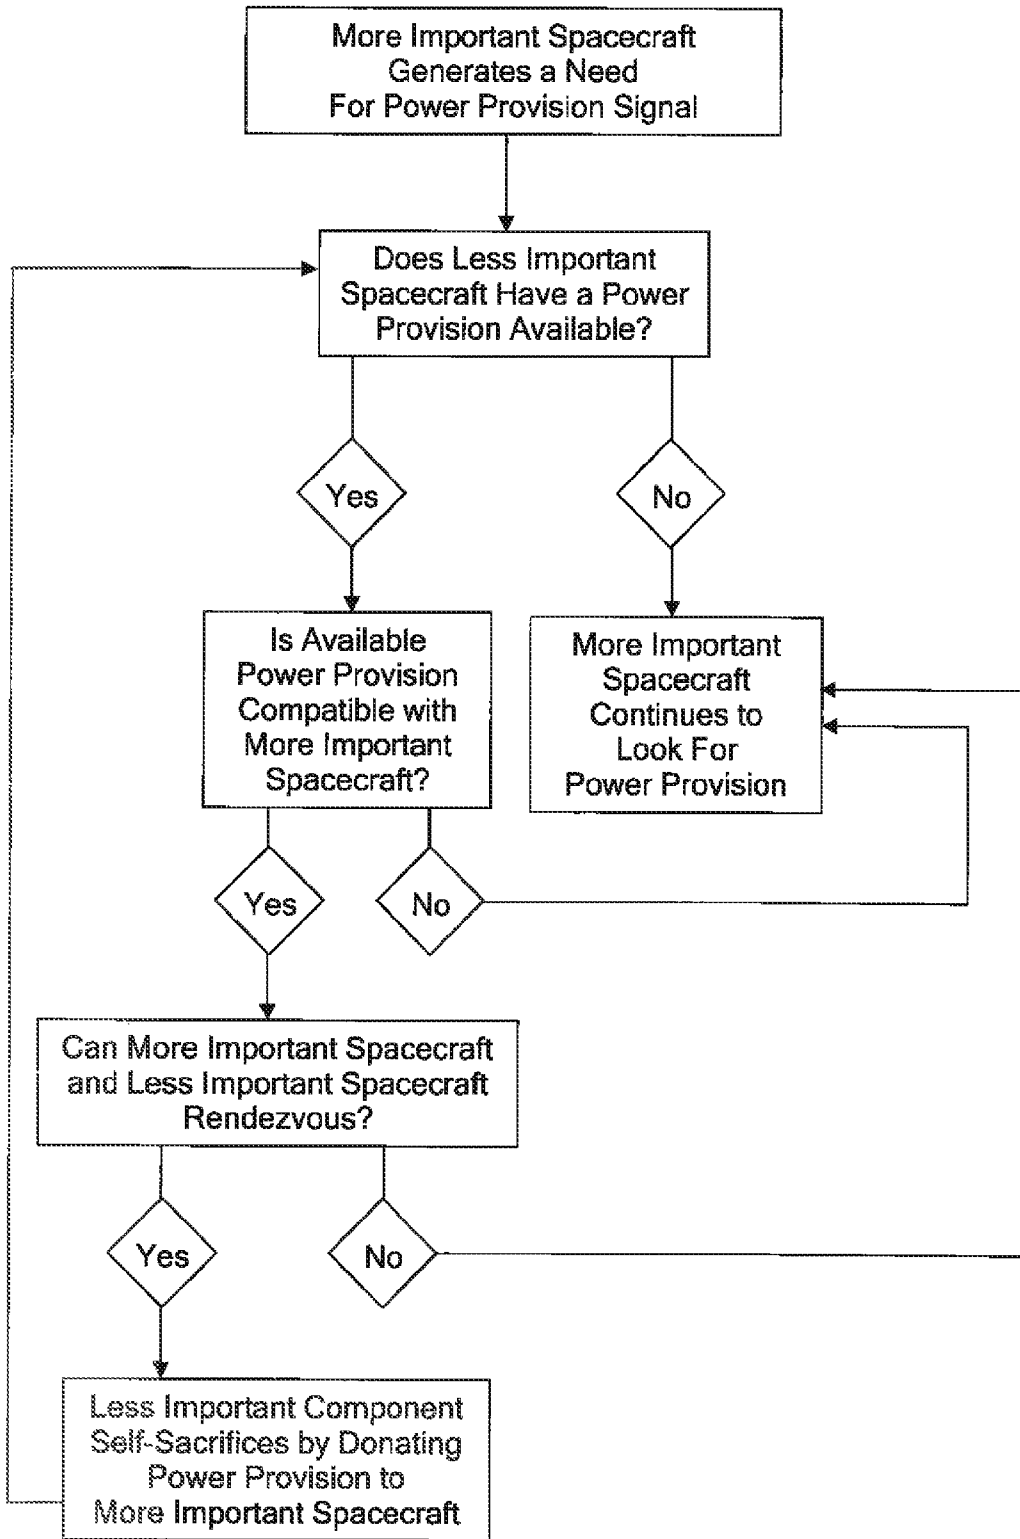 More Important Spacecraft
Generates a Need
For Power Provision Signal
Does Less Important
Spacecraft Have a Power
Provision Available?
Yes
No
Is Available
Power Provision
Compatible with
More Important
Spacecraft?
More Important
Spacecraft
Continues to
Look For
Power Provision
Yes
No
Can More Important Spacecraft
and Less Important Spacecraft
Rendezvous?
Yes
No
Less Important Component
Self-Sacrifices by Donating
Power Provision to
More Important Spacecraft